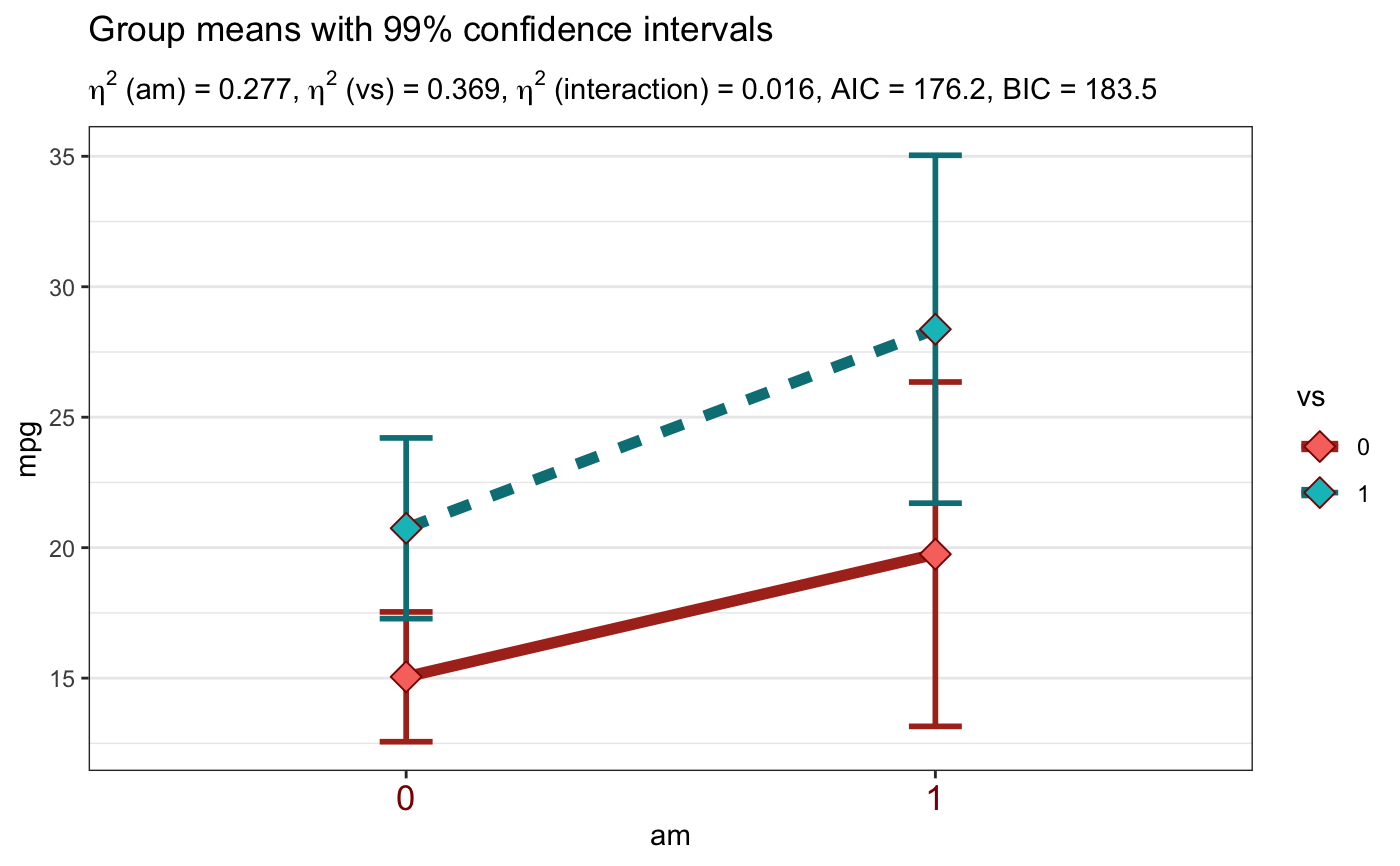 Group means with 99% confidence intervals
η² (am) = 0.277, η² (vs) = 0.369, η² (interaction) = 0.016, AIC = 176.2, BIC = 183.5
35
30
25
20
15
mpg
0
1
am
vs
0
1